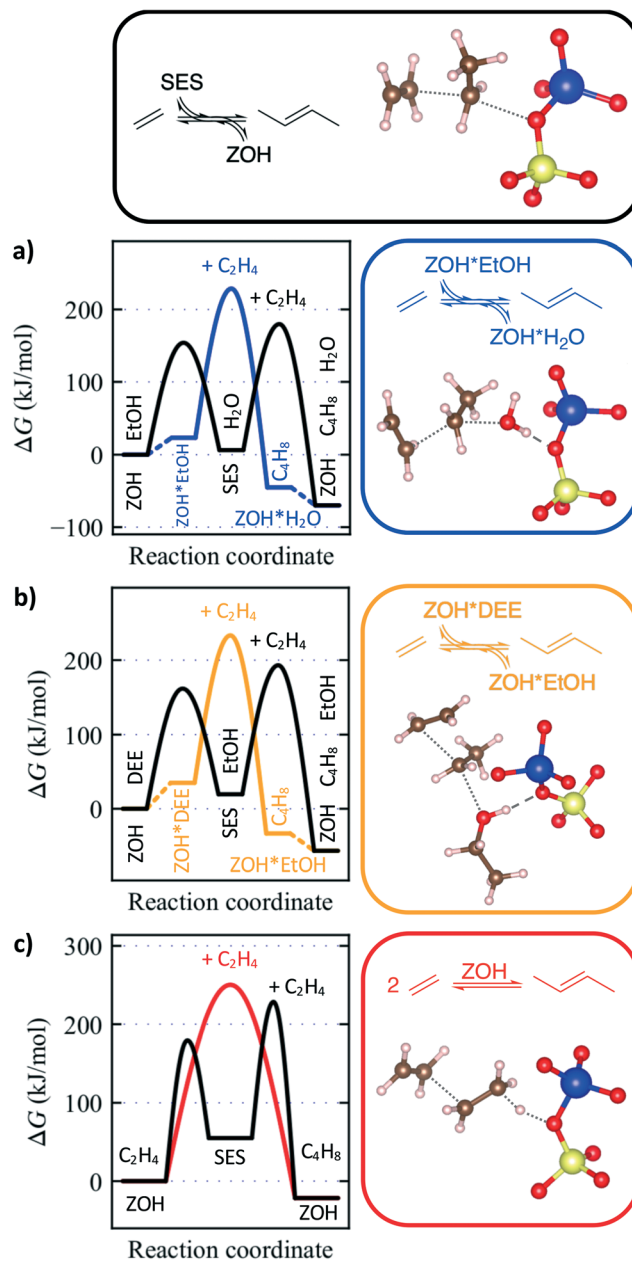 SES
ZOH
a)
+ C₂H₄
+ C₂H₄
200
100
0
−100
ΔG (kJ/mol)
EtOH
ZOH
ZOH*EtOH
H₂O
SES
C₄H₈
ZOH*H₂O
H₂O
C₄H₈
ZOH
Reaction coordinate
ZOH*EtOH
ZOH*H₂O
b)
+ C₂H₄
+ C₂H₄
200
100
0
ΔG (kJ/mol)
DEE
ZOH
ZOH*DEE
EtOH
SES
C₄H₈
ZOH*EtOH
EtOH
C₄H₈
ZOH
Reaction coordinate
ZOH*DEE
ZOH*EtOH
c)
+ C₂H₄
+ C₂H₄
300
200
100
0
ΔG (kJ/mol)
C₂H₄
ZOH
SES
C₄H₈
ZOH
Reaction coordinate
2 ZOH